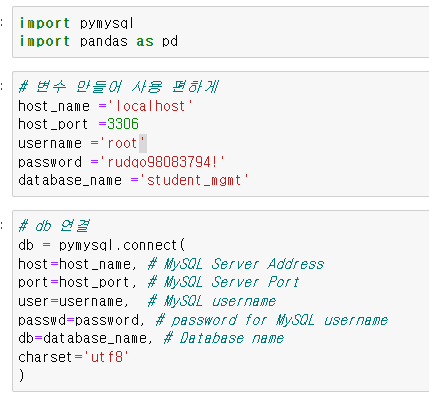 import pymysql
import pandas as pd
# 변수 만들어 사용 편하게
host_name ='localhost'
host_port =3306
username ='root'
password ='rudqo98083794!'
database_name ='student_mgmt'
# db 연결
db = pymysql.connect(
host=host_name, # MySQL Server Address
port=host_port, # MySQL Server Port
user=username,  # MySQL username
passwd=password, # password for MySQL username
db=database_name, # Database name
charset='utf8'
)